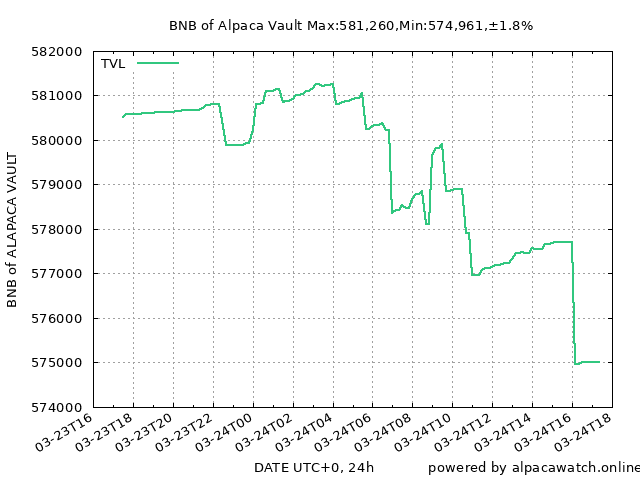 BNB of Alpaca Vault Max:581,260,Min:574,961,±1.8%
TVL
582000
581000
580000
579000
578000
577000
576000
575000
574000
BNB of ALAPACA VAULT
03-23T16
03-23T18
03-23T20
03-23T22
03-24T00
03-24T02
03-24T04
03-24T06
03-24T08
03-24T10
03-24T12
03-24T14
03-24T16
03-24T18
DATE UTC+0, 24h
powered by alpacawatch.online